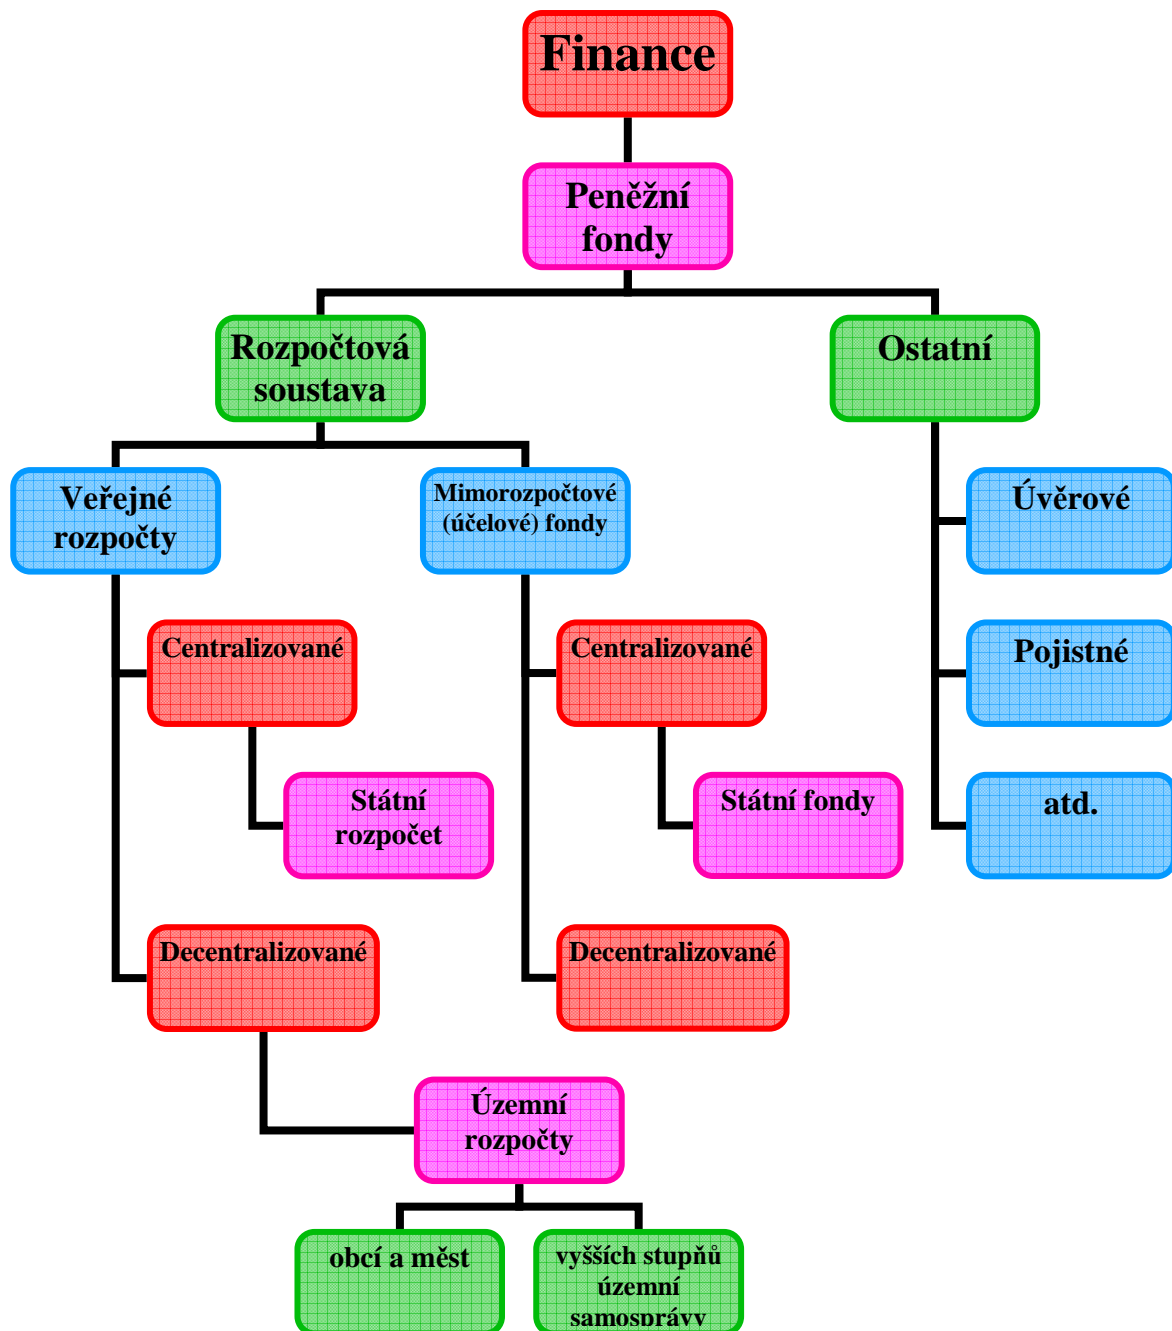 Finance
Peněžní
fondy
Rozpočtová
soustava
Ostatní
Veřejné
rozpočty
Mimorozpočtové
(účelové) fondy
Úvěrové
Centralizované
Centralizované
Pojistné
Státní
rozpočet
Státní fondy
atd.
Decentralizované
Decentralizované
Územní
rozpočty
obcí a měst
vyšších stupňů
územní
samosprávy